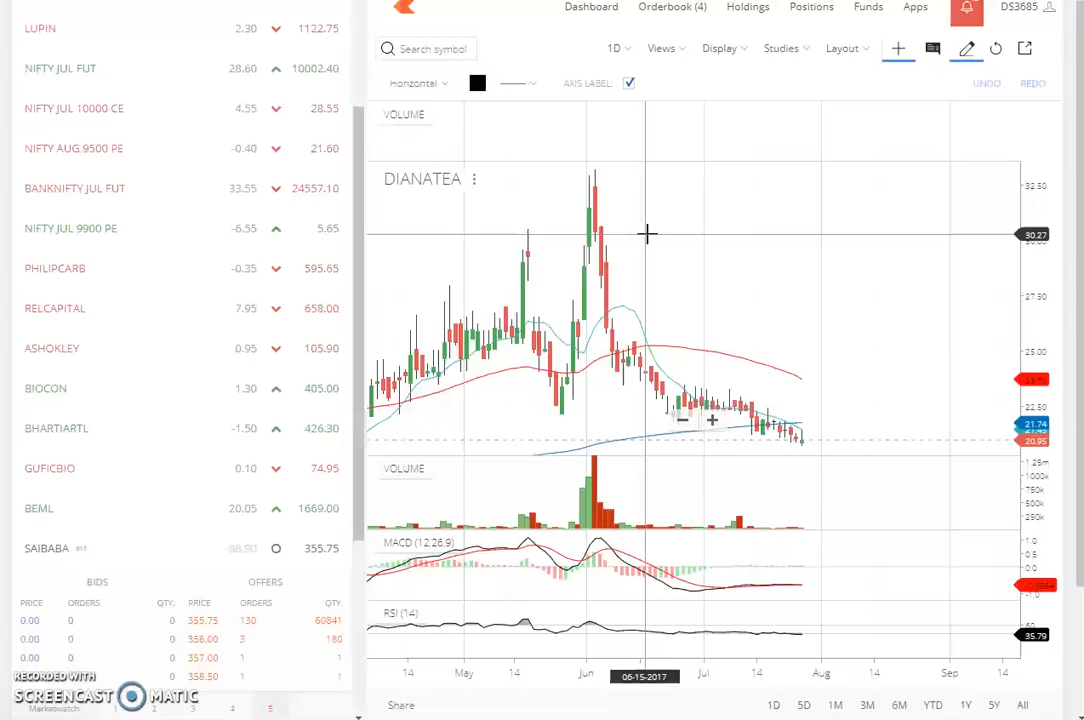 LUPIN 2.30 1122.75
NIFTY JUL FUT 28.60 10002.40
NIFTY JUL 10000 CE 4.55 28.55
NIFTY AUG 9500 PE -0.40 21.60
BANKNIFTY JUL FUT 33.55 24557.10
NIFTY JUL 9900 PE -6.55 5.65
PHILIPCARB -0.35 595.65
RELCAPITAL 7.95 658.00
ASHOKLEY 0.95 105.90
BIOCON 1.30 405.00
BHARTIARTL -1.50 426.30
GUFICBIO 0.10 74.95
BEML 20.05 1669.00
SAIBABA BSE -38.90 355.75
BIDS OFFERS
PRICE ORDERS QTY. PRICE ORDERS QTY.
0.00 0 0 355.75 130 60841
0.00 0 0 356.00 3 180
0.00 0 0 357.00 1 1
0 358.50 1 1
RECORDED WITH
SCREENCAST MATIC
Marketwatch 1 2 3 4 5
Dashboard Orderbook (4) Holdings Positions Funds Apps DS3685
Search symbol 1D Views Display Studies Layout
Horizontal AXIS LABEL: UNDO REDO
VOLUME
DIANATEA
32.50
30.27
27.50
25.00
22.50
21.74
20.95
VOLUME
1.25m
1000k
750k
500k
250k
MACD (12,26,9)
1.0
0.5
0.0
-1.0
RSI (14)
35.79
14 May 14 Jun 06-15-2017 Jul 14 Aug 14 Sep 14
Share 1D 5D 1M 3M 6M YTD 1Y 5Y All